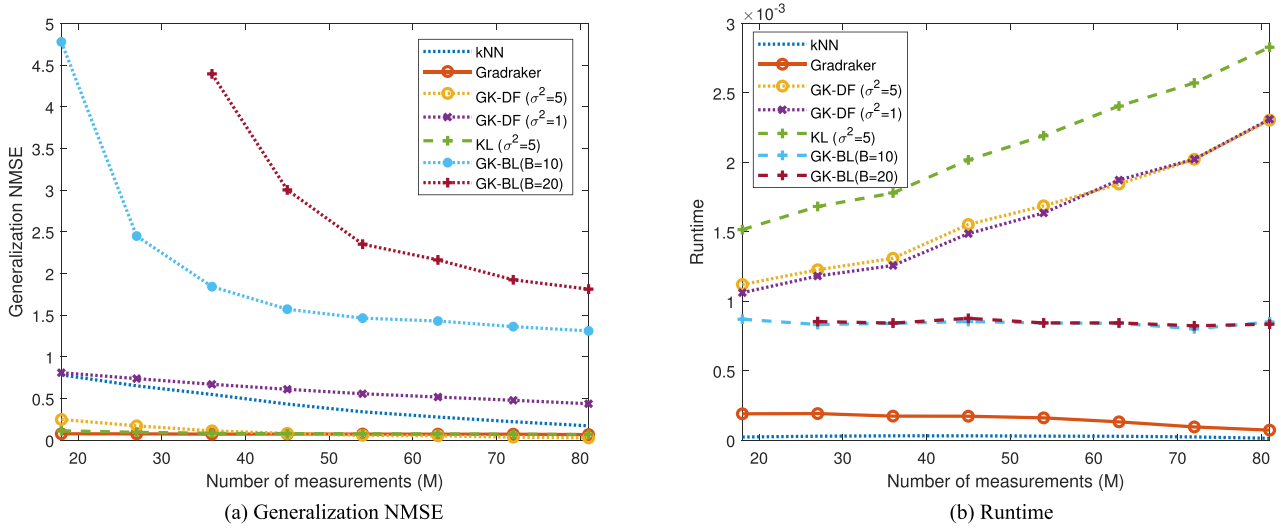 5
4.5
4
3.5
3
2.5
2
1.5
1
0.5
0
Generalization NMSE
kNN
Gradraker
GK-DF (σ²=5)
GK-DF (σ²=1)
KL (σ²=5)
GK-BL(B=10)
GK-BL(B=20)
20 30 40 50 60 70 80
Number of measurements (M)
(a) Generalization NMSE
×10⁻³
3
2.5
2
1.5
1
0.5
0
Runtime
kNN
Gradraker
GK-DF (σ²=5)
GK-DF (σ²=1)
KL (σ²=5)
GK-BL(B=10)
GK-BL(B=20)
20 30 40 50 60 70 80
Number of measurements (M)
(b) Runtime